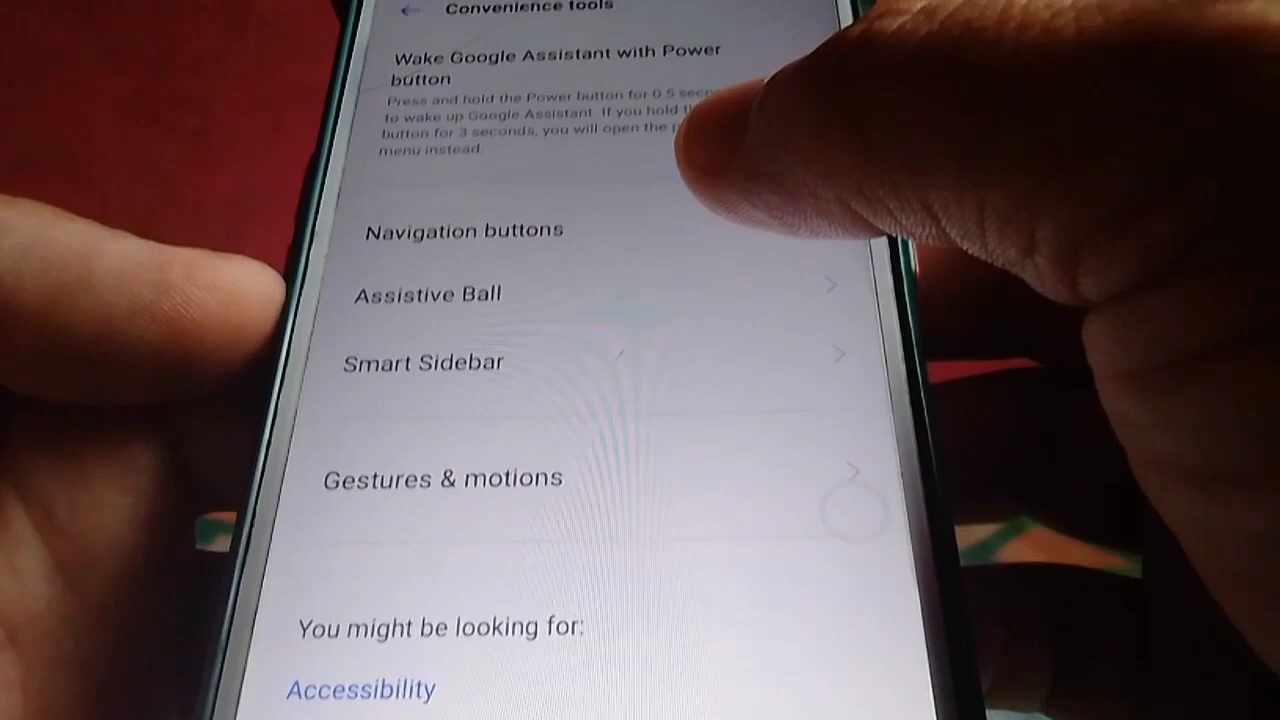 Convenience tools
Wake Google Assistant with Power
button
Press and hold the Power button for 0.5
to wake up Google Assistant. If you hold
button for 3 seconds, you will open the
menu instead.
Navigation buttons
Assistive Ball
Smart Sidebar
Gestures & motions
You might be looking for:
Accessibility